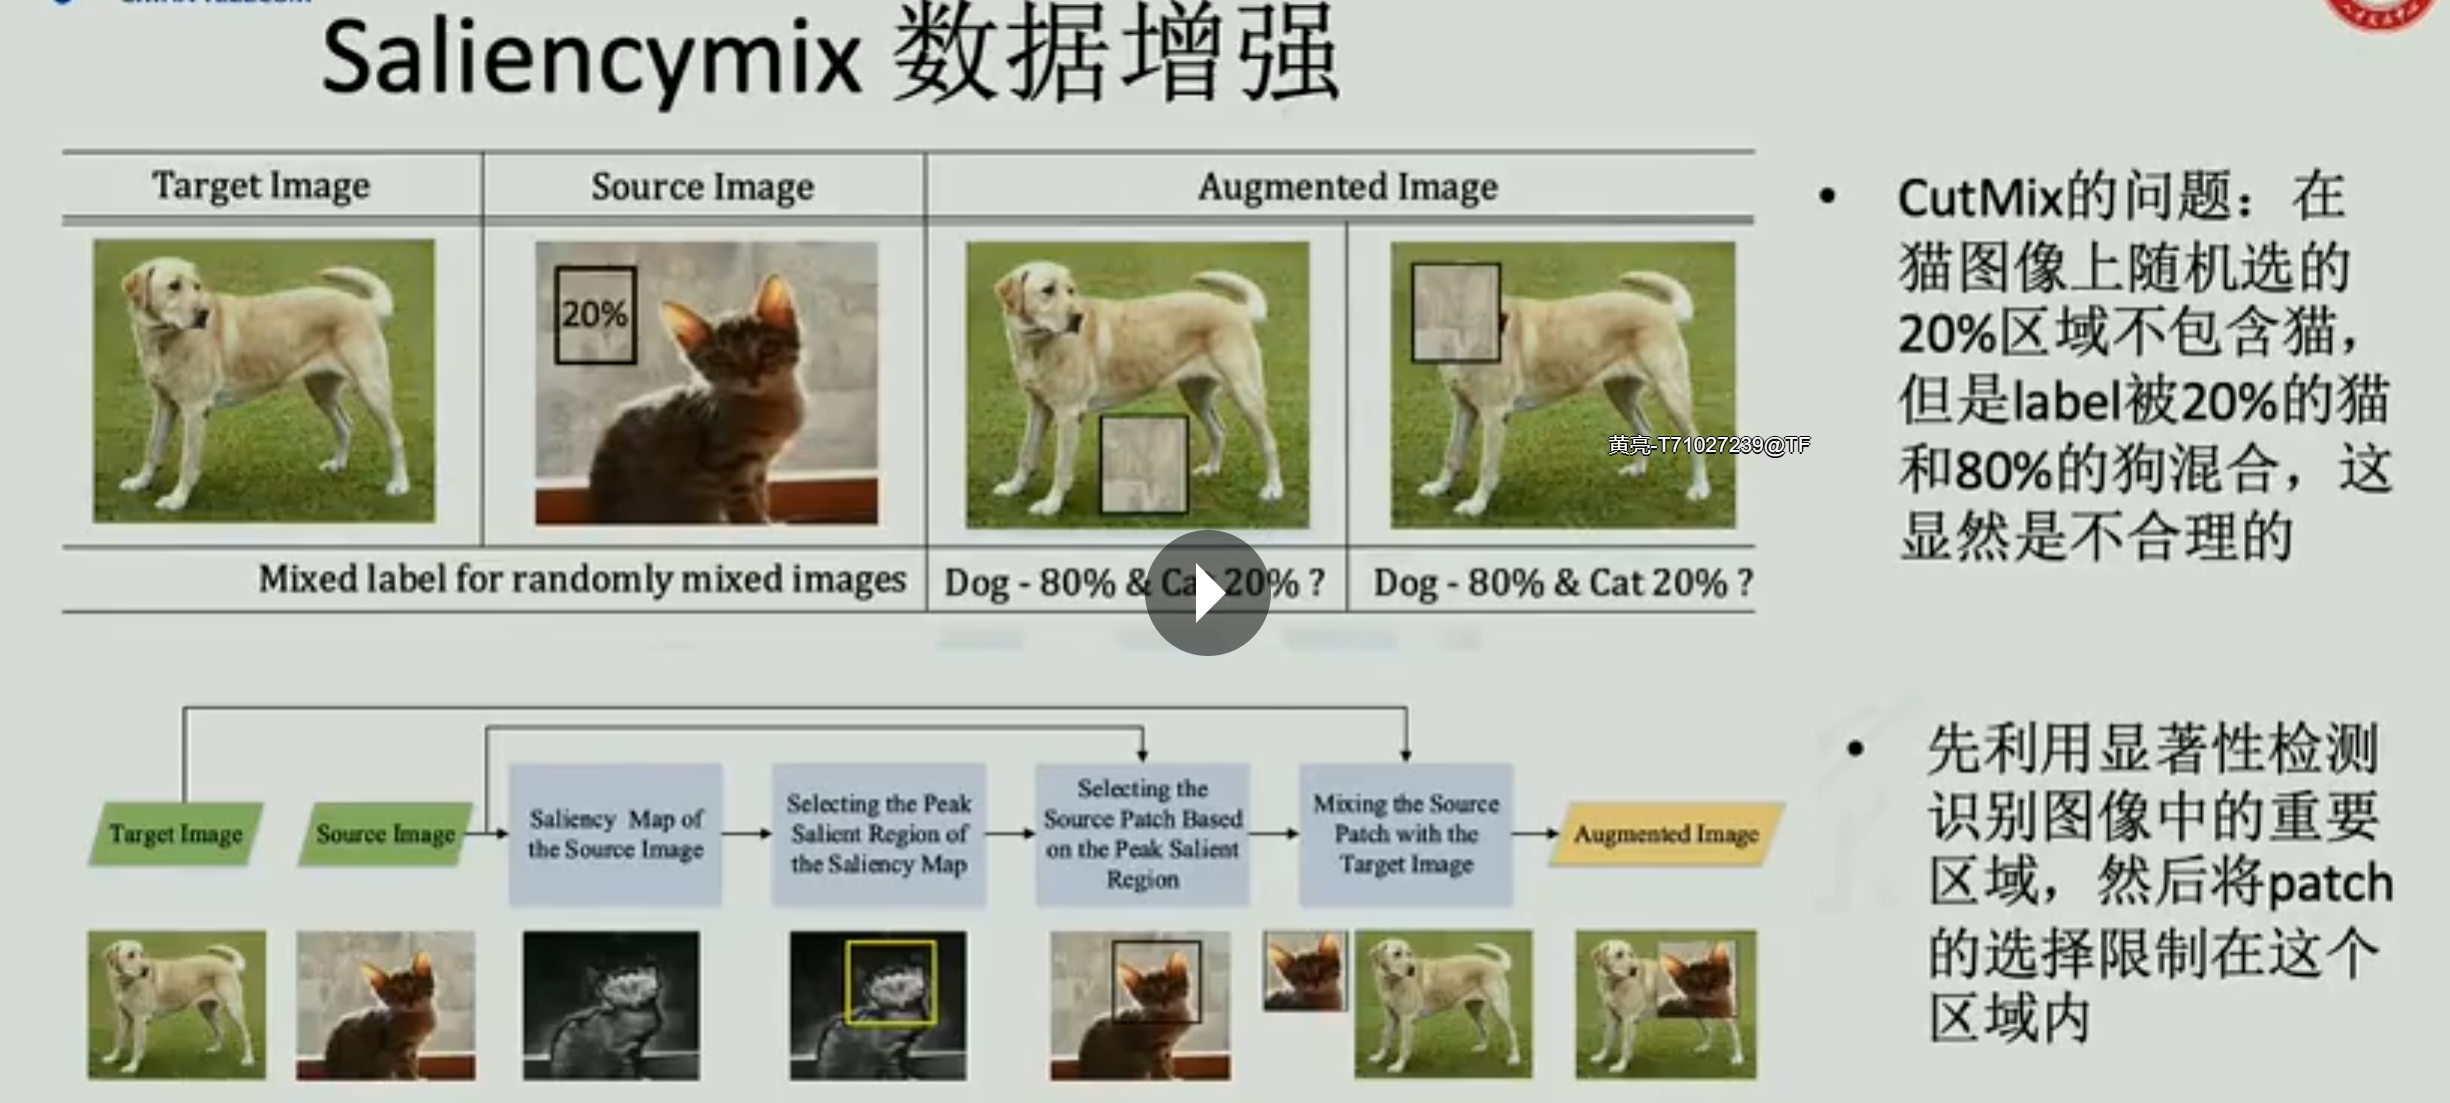 Saliencymix 数据增强
Target Image
Source Image
Augmented Image
20%
Mixed label for randomly mixed images
Dog - 80% & Cat 20% ?
Dog - 80% & Cat 20% ?
• CutMix的问题：在
猫图像上随机选的
20%区域不包含猫，
但是label被20%的猫
和80%的狗混合，这
显然是不合理的
黄亮-T71027239@TF
Target Image
Source Image
Saliency Map of
the Source Image
Selecting the Peak
Salient Region of
the Saliency Map
Selecting the
Source Patch Based
on the Peak Salient
Region
Mixing the Source
Patch with the
Target Image
Augmented Image
• 先利用显著性检测
识别图像中的重要
区域，然后将patch
的选择限制在这个
区域内